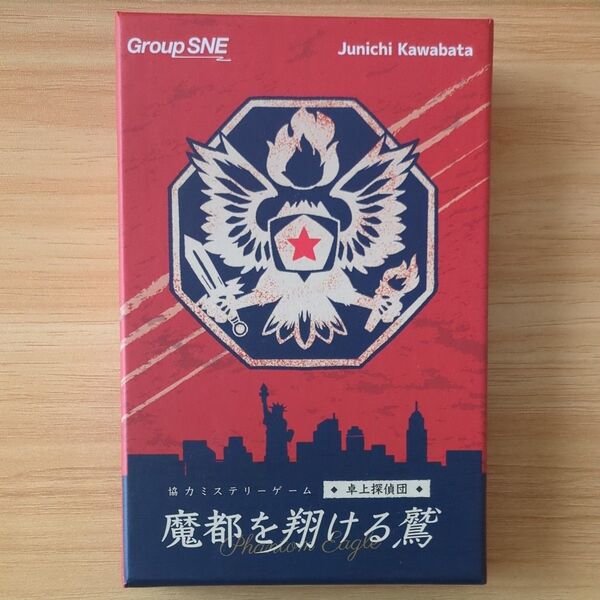 Group SNE
Junichi Kawabata
協力ミステリーゲーム ◆ 卓上探偵団 ◆
魔都を翔ける鷲
Phantom Eagle